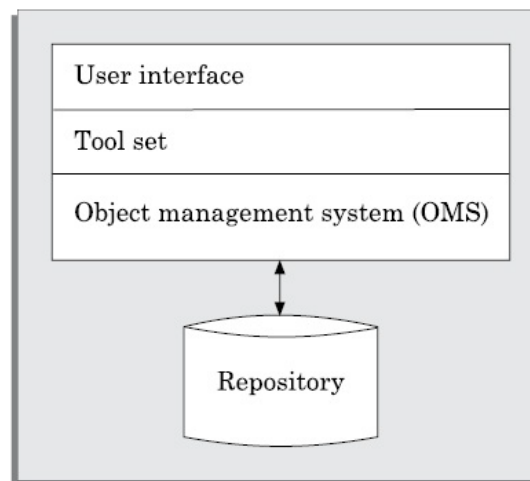 User interface
Tool set
Object management system (OMS)
Repository